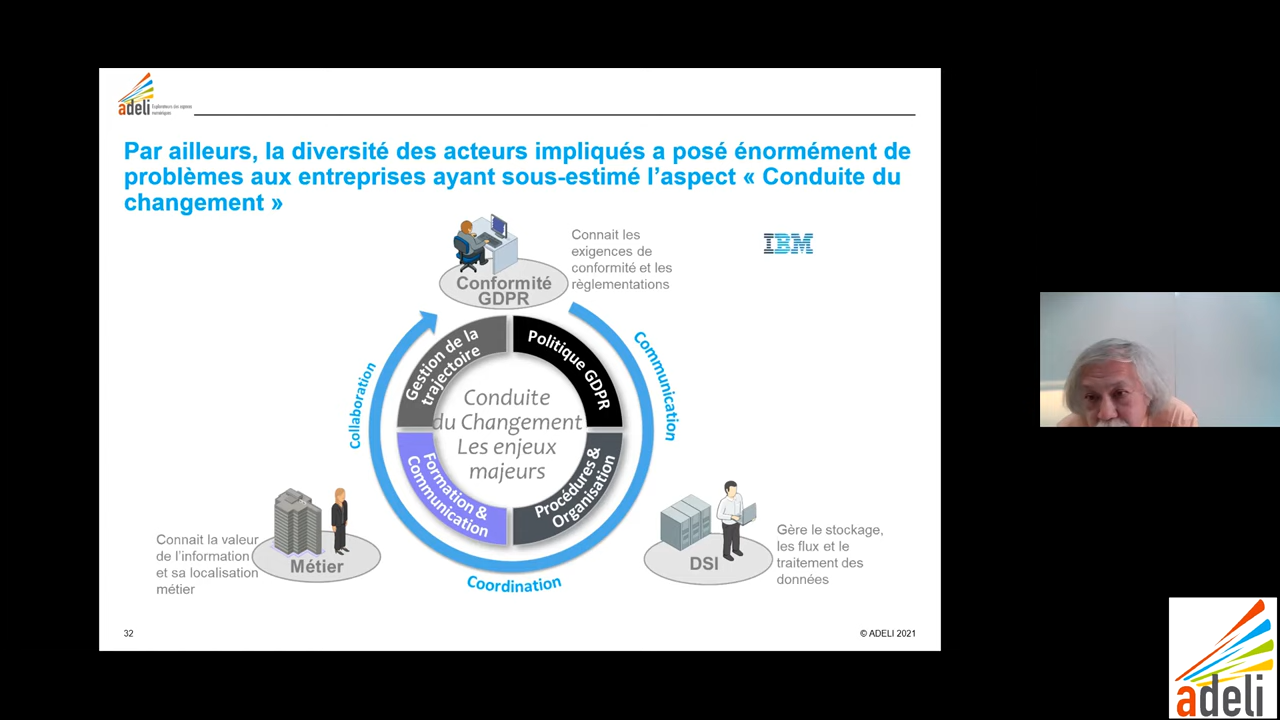 adeli
Explorateurs des espaces
numériques
Par ailleurs, la diversité des acteurs impliqués a posé énormément de
problèmes aux entreprises ayant sous-estimé l’aspect « Conduite du
changement »
IBM
Connait les
exigences de
conformité et les
règlementations
Conformité
GDPR
Gestion de la
trajectoire
Politique GDPR
Collaboration
Communication
Conduite
du Changement
Les enjeux
majeurs
Formation &
Communication
Procédures &
Organisation
Coordination
Connait la valeur
de l’information
et sa localisation
métier
Métier
DSI
Gère le stockage,
les flux et le
traitement des
données
32
© ADELI 2021
adeli